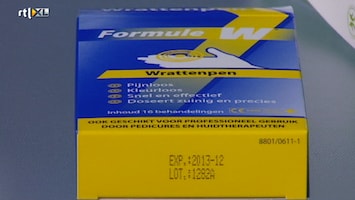 rtl XL
Formule W
Wrattenpen
Pijnloos
Kleurloos
Snel en effectief
Doseert zuinig en precies
Inhoud 16 behandelingen
OOK GESCHIKT VOOR PROFESSIONEEL GEBRUIK
DOOR PEDICURES EN HUIDTHERAPEUTEN
8801/0611-1
EXP.:2013-12
LOT.:1282A